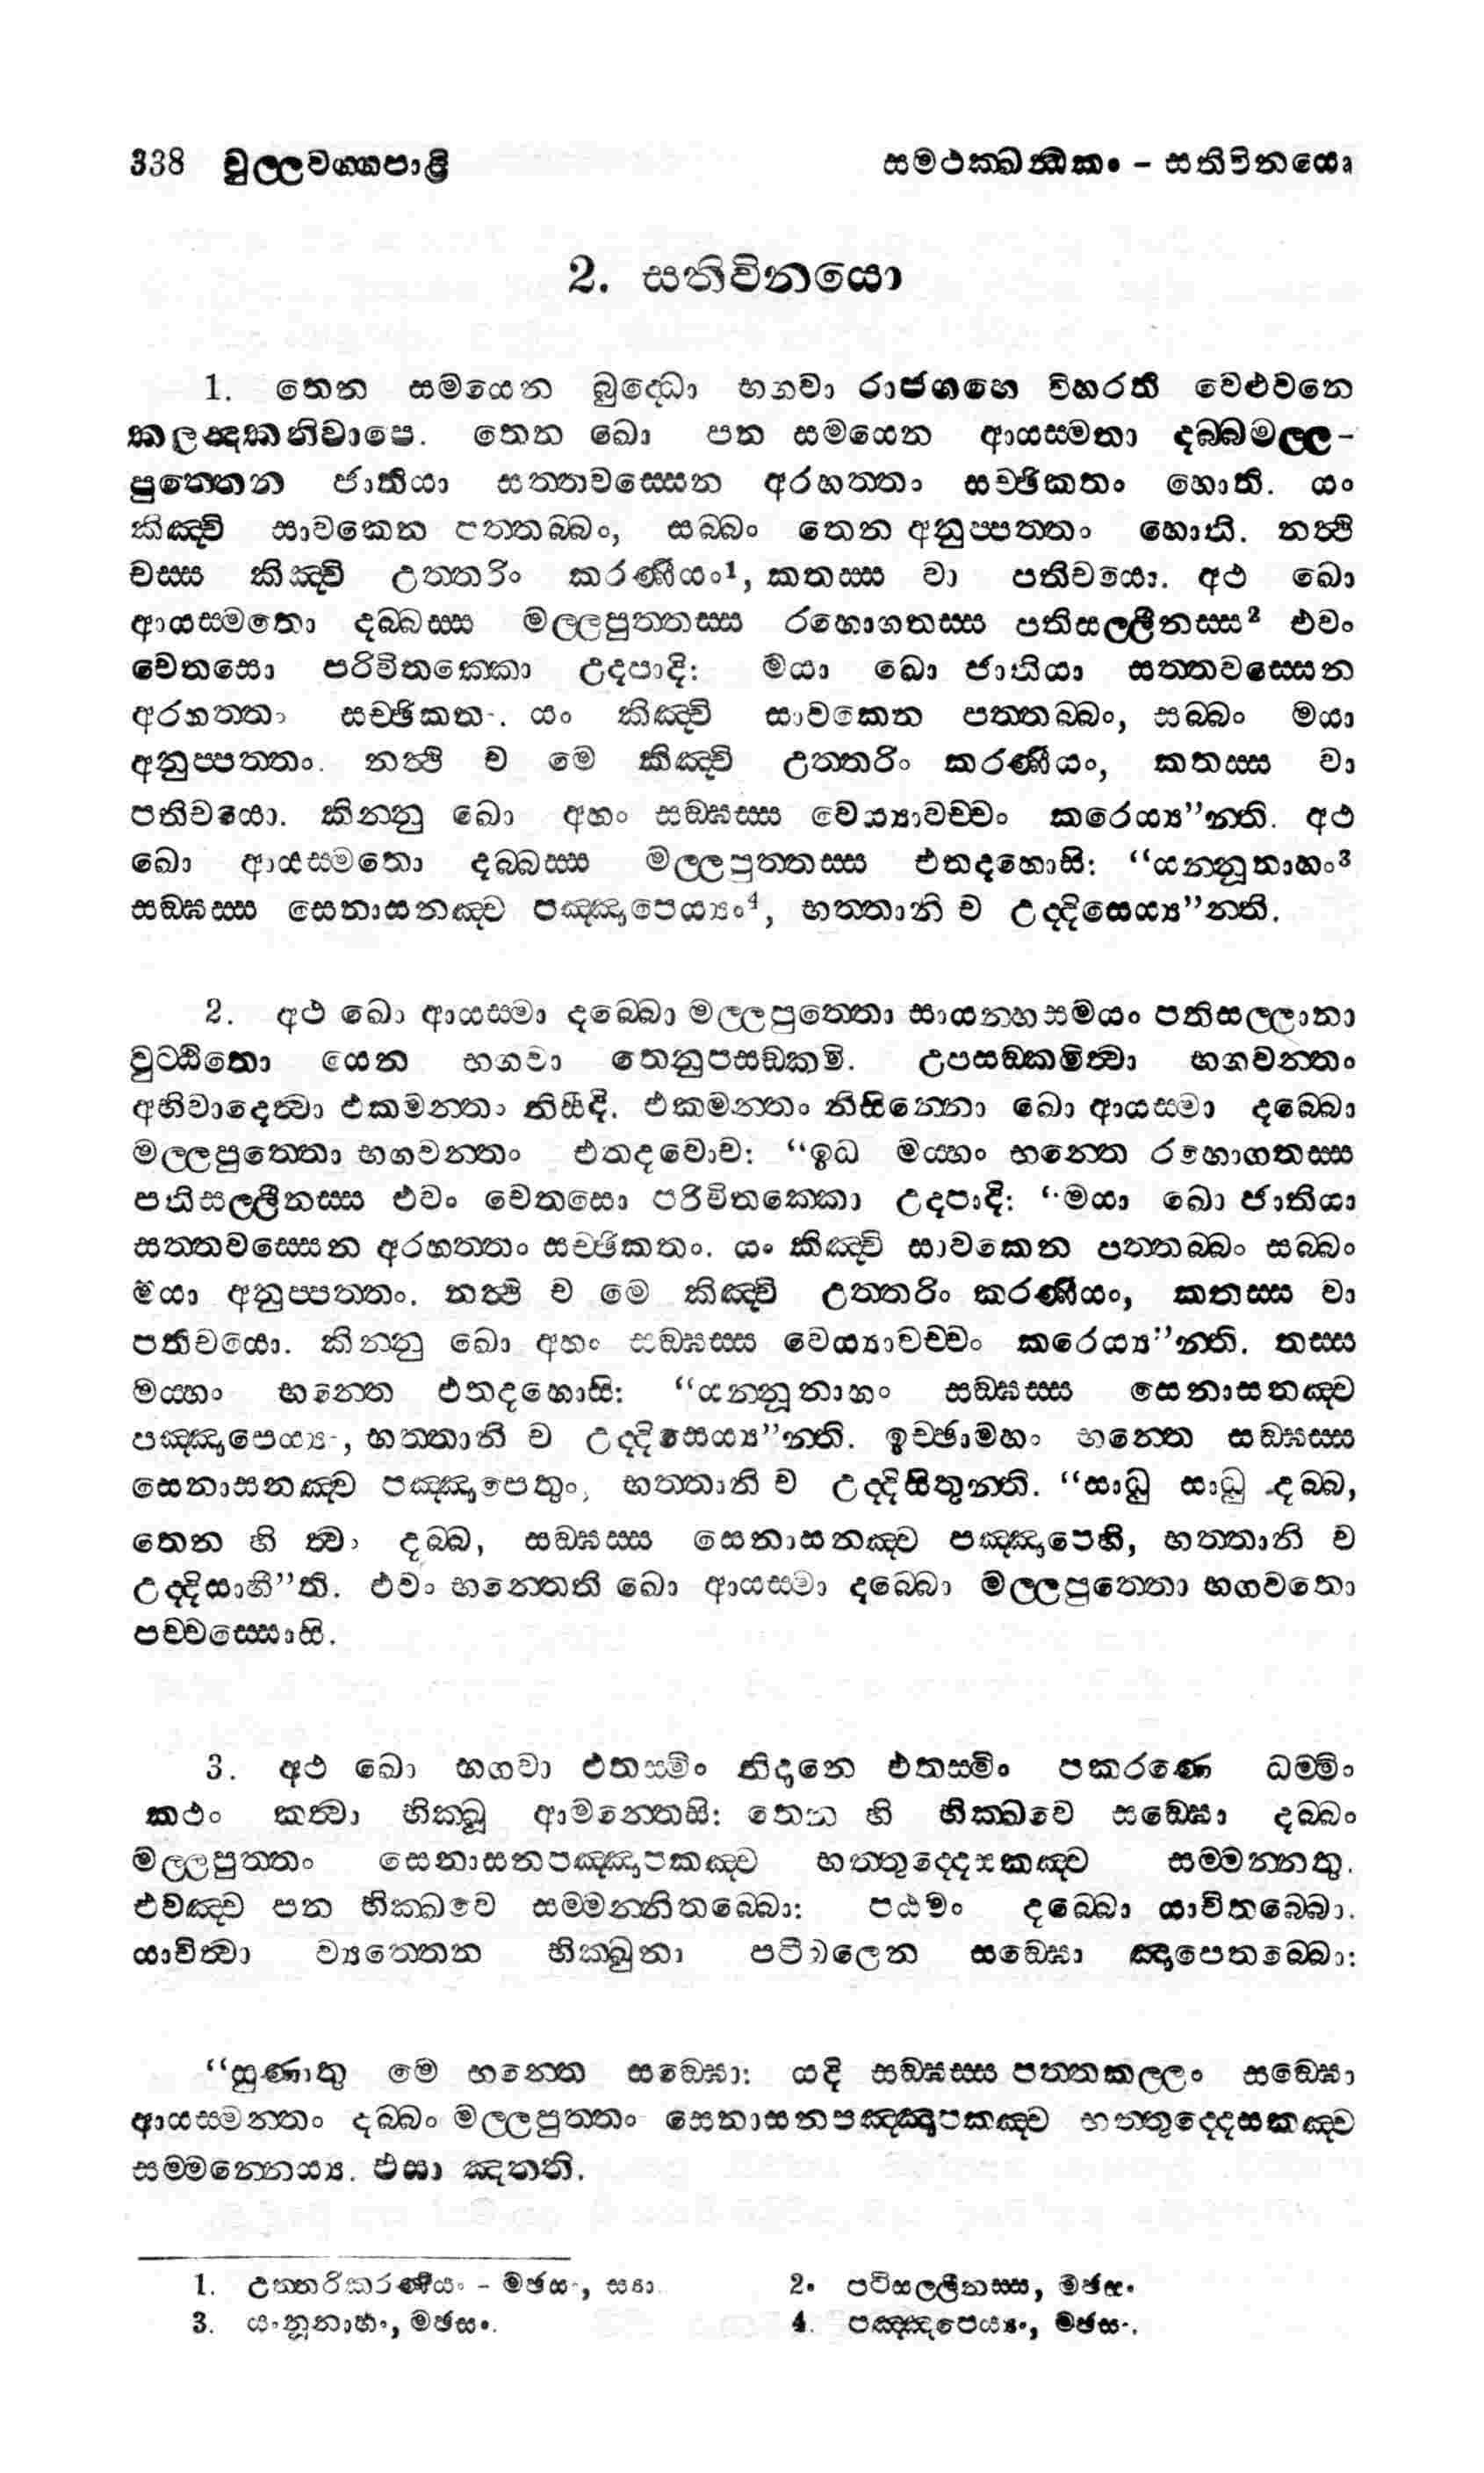 338 චුල්ලවග්ගපාළි සමථක්ඛන්ධකං – සතිවිනයො
2. සතිවිනයො
1. තෙන සමයෙන බුද්ධො භගවා රාජගහෙ විහරති වෙළුවනෙ
කලන්දකනිවාපෙ. තෙන ඛො පන සමයෙන ආයස්මතා දබ්බමල්ල-
පුත්තෙන ජාතියා සත්තවස්සෙන අරහත්තං සච්ඡිකතං හොති. යං
කිඤ්චි සාවකෙන පත්තබ්බං, සබ්බං තෙන අනුප්පත්තං හොති. නත්ථි
චස්ස කිඤ්චි උත්තරිං කරණීයං1, කතස්ස වා පතිචයො. අථ ඛො
ආයස්මතො දබ්බස්ස මල්ලපුත්තස්ස රහොගතස්ස පතිසල්ලීනස්ස2 එවං
චෙතසො පරිවිතක්කො උදපාදි: මයා ඛො ජාතියා සත්තවස්සෙන
අරහත්තං සච්ඡිකතං. යං කිඤ්චි සාවකෙන පත්තබ්බං, සබ්බං මයා
අනුප්පත්තං. නත්ථි ච මෙ කිඤ්චි උත්තරිං කරණීයං, කතස්ස වා
පතිචයො. කින්නු ඛො අහං සඞ්ඝස්ස වෙය්‍යාවච්චං කරෙය්‍ය”න්ති. අථ
ඛො ආයස්මතො දබ්බස්ස මල්ලපුත්තස්ස එතදහොසි: “යන්නූනාහං3
සඞ්ඝස්ස සෙනාසනඤ්ච පඤ්ඤාපෙය්‍යං4, භත්තානි ච උද්දිසෙය්‍ය”න්ති.
2. අථ ඛො ආයස්මා දබ්බො මල්ලපුත්තො සායන්හසමයං පතිසල්ලානා
වුට්ඨිතො යෙන භගවා තෙනුපසඞ්කමි. උපසඞ්කමිත්වා භගවන්තං
අභිවාදෙත්වා එකමන්තං නිසීදි. එකමන්තං නිසින්නො ඛො ආයස්මා දබ්බො
මල්ලපුත්තො භගවන්තං එතදවොච: “ඉධ මය්හං භන්තෙ රහොගතස්ස
පතිසල්ලීනස්ස එවං චෙතසො පරිවිතක්කො උදපාදි: “මයා ඛො ජාතියා
සත්තවස්සෙන අරහත්තං සච්ඡිකතං. යං කිඤ්චි සාවකෙන පත්තබ්බං සබ්බං
මයා අනුප්පත්තං. නත්ථි ච මෙ කිඤ්චි උත්තරිං කරණීයං, කතස්ස වා
පතිචයො. කින්නු ඛො අහං සඞ්ඝස්ස වෙය්‍යාවච්චං කරෙය්‍ය”න්ති. තස්ස
මය්හං භන්තෙ එතදහොසි: “යන්නූනාහං සඞ්ඝස්ස සෙනාසනඤ්ච
පඤ්ඤාපෙය්‍යං, භත්තානි ච උද්දිසෙය්‍ය”න්ති. ඉච්ඡාමහං භන්තෙ සඞ්ඝස්ස
සෙනාසනඤ්ච පඤ්ඤාපෙතුං, භත්තානි ච උද්දිසිතුන්ති. “සාධු සාධු දබ්බ,
තෙන හි ත්වං දබ්බ, සඞ්ඝස්ස සෙනාසනඤ්ච පඤ්ඤාපෙහි, භත්තානි ච
උද්දිසාහී”ති. එවං භන්තෙති ඛො ආයස්මා දබ්බො මල්ලපුත්තො භගවතො
පච්චස්සොසි.
3. අථ ඛො භගවා එතස්මිං නිදානෙ එතස්මිං පකරණෙ ධම්මිං
කථං කත්වා භික්ඛූ ආමන්තෙසි: තෙන හි භික්ඛවෙ සඞ්ඝො දබ්බං
මල්ලපුත්තං සෙනාසනපඤ්ඤාපකඤ්ච භත්තුද්දෙසකඤ්ච සම්මන්නතු.
එවඤ්ච පන භික්ඛවෙ සම්මන්නිතබ්බො: පඨමං දබ්බො යාචිතබ්බො.
යාචිත්වා ව්‍යත්තෙන භික්ඛුනා පටිබලෙන සඞ්ඝො ඤාපෙතබ්බො:
“සුණාතු මෙ භන්තෙ සඞ්ඝො: යදි සඞ්ඝස්ස පත්තකල්ලං සඞ්ඝො
ආයස්මන්තං දබ්බං මල්ලපුත්තං සෙනාසනපඤ්ඤාපකඤ්ච භත්තුද්දෙසකඤ්ච
සම්මන්නෙය්‍ය. එසා ඤත්ති.
1. උත්තරිකරණීයං – මඡසං, ස්‍යා. 2. පටිසල්ලීනස්ස, මඡසං.
3. යංනූනාහං, මඡසං. 4. පඤ්ඤපෙය්‍යං, මඡසං.